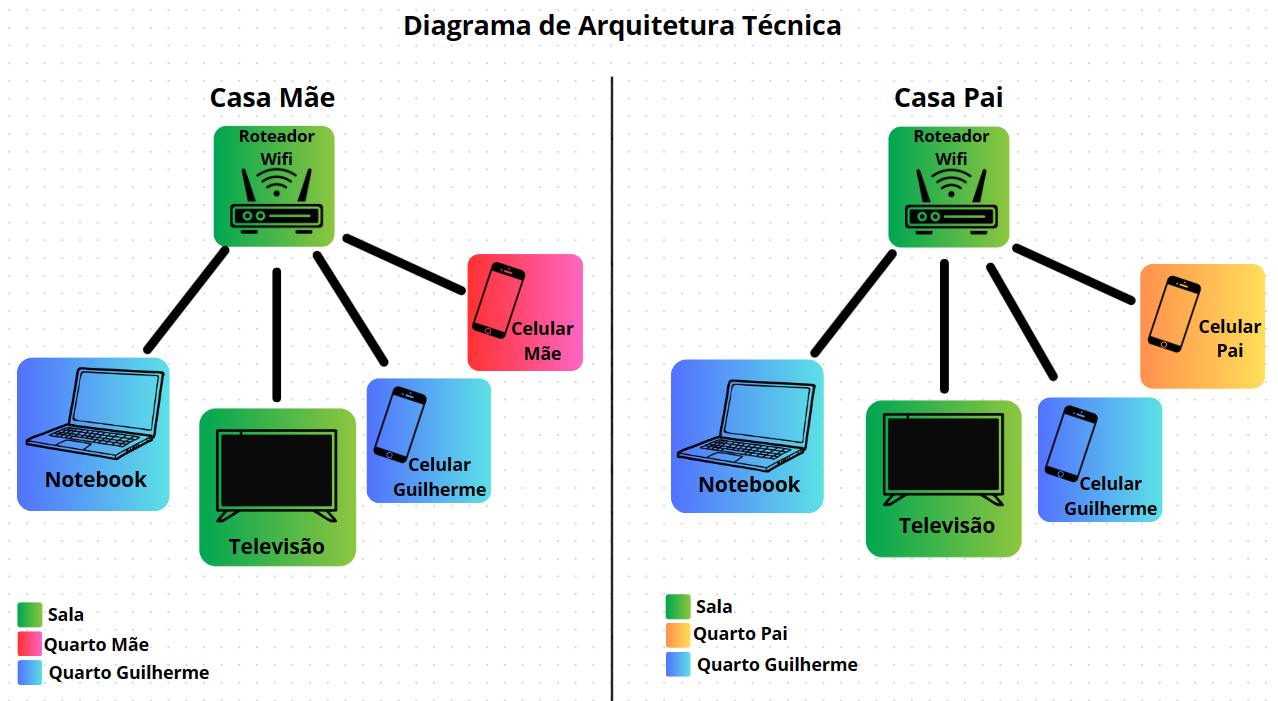 Diagrama de Arquitetura Técnica
Casa Mãe
Roteador
Wifi
Celular
Mãe
Notebook
Televisão
Celular
Guilherme
Sala
Quarto Mãe
Quarto Guilherme
Casa Pai
Roteador
Wifi
Celular
Pai
Notebook
Televisão
Celular
Guilherme
Sala
Quarto Pai
Quarto Guilherme